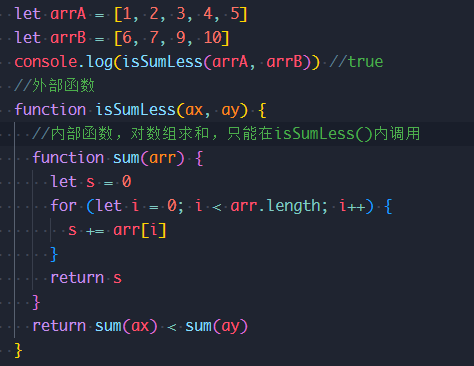 let arrA = [1, 2, 3, 4, 5]
let arrB = [6, 7, 9, 10]
console.log(isSumLess(arrA, arrB)) //true
//外部函数
function isSumLess(ax, ay) {
  //内部函数，对数组求和，只能在isSumLess()内调用
  function sum(arr) {
    let s = 0
    for (let i = 0; i < arr.length; i++) {
      s += arr[i]
    }
    return s
  }
  return sum(ax) < sum(ay)
}